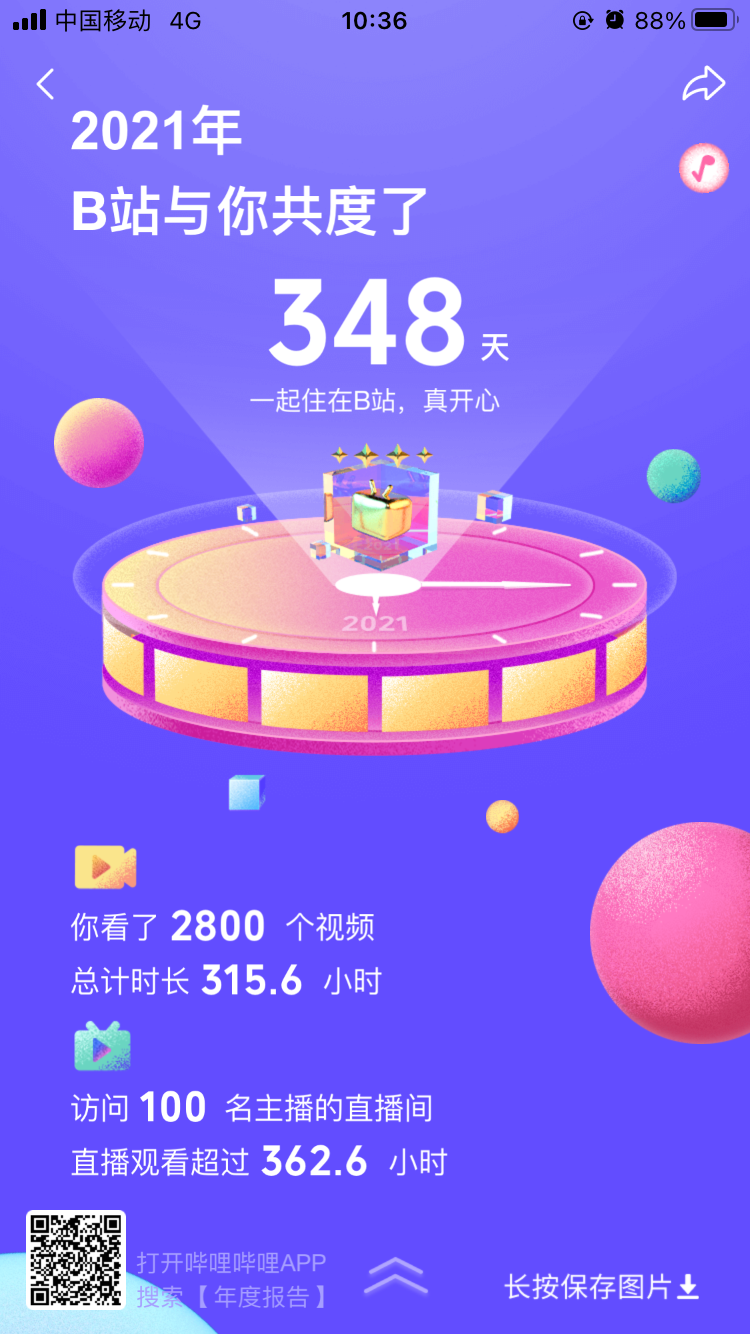 中国移动 4G 10:36 88%
2021年
B站与你共度了
348 天
一起住在B站，真开心
2021
你看了 2800 个视频
总计时长 315.6 小时
访问 100 名主播的直播间
直播观看超过 362.6 小时
打开哔哩哔哩APP
搜索【 年度报告 】
长按保存图片